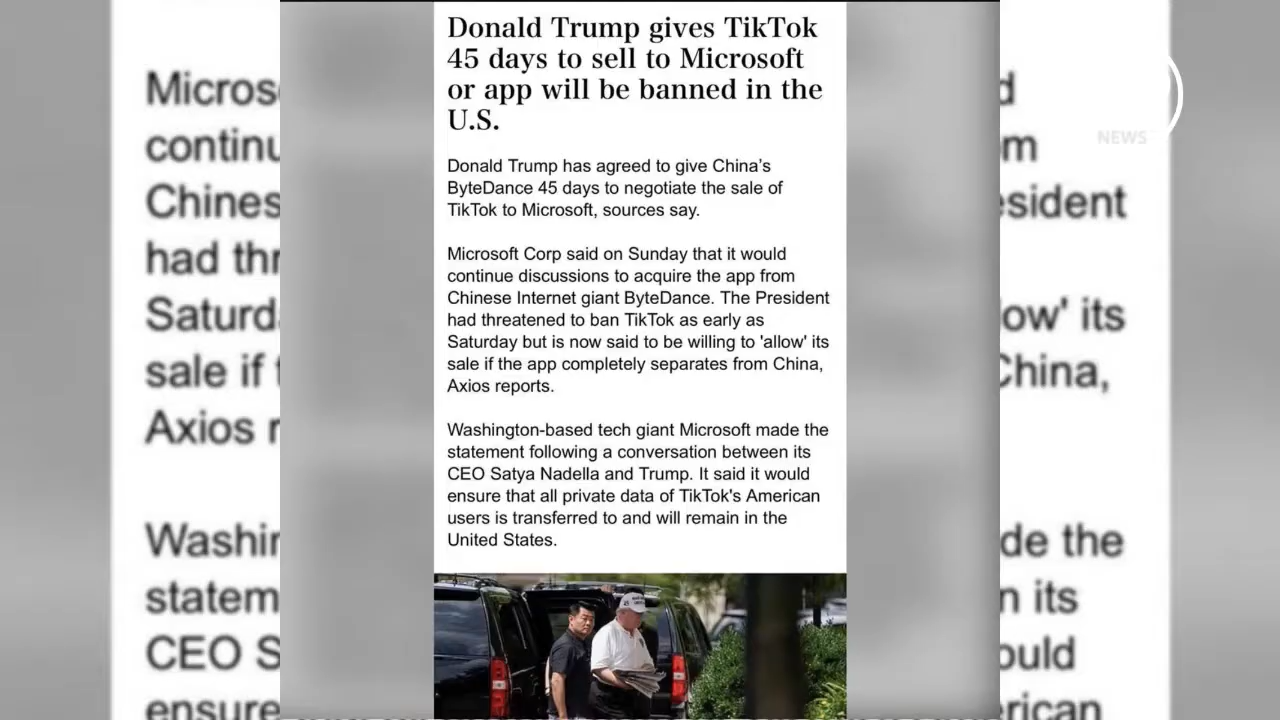 Donald Trump gives TikTok
45 days to sell to Microsoft
or app will be banned in the
U.S.
Donald Trump has agreed to give China's
ByteDance 45 days to negotiate the sale of
TikTok to Microsoft, sources say.
Microsoft Corp said on Sunday that it would
continue discussions to acquire the app from
Chinese Internet giant ByteDance. The President
had threatened to ban TikTok as early as
Saturday but is now said to be willing to 'allow' its
sale if the app completely separates from China,
Axios reports.
Washington-based tech giant Microsoft made the
statement following a conversation between its
CEO Satya Nadella and Trump. It said it would
ensure that all private data of TikTok's American
users is transferred to and will remain in the
United States.
NEWS